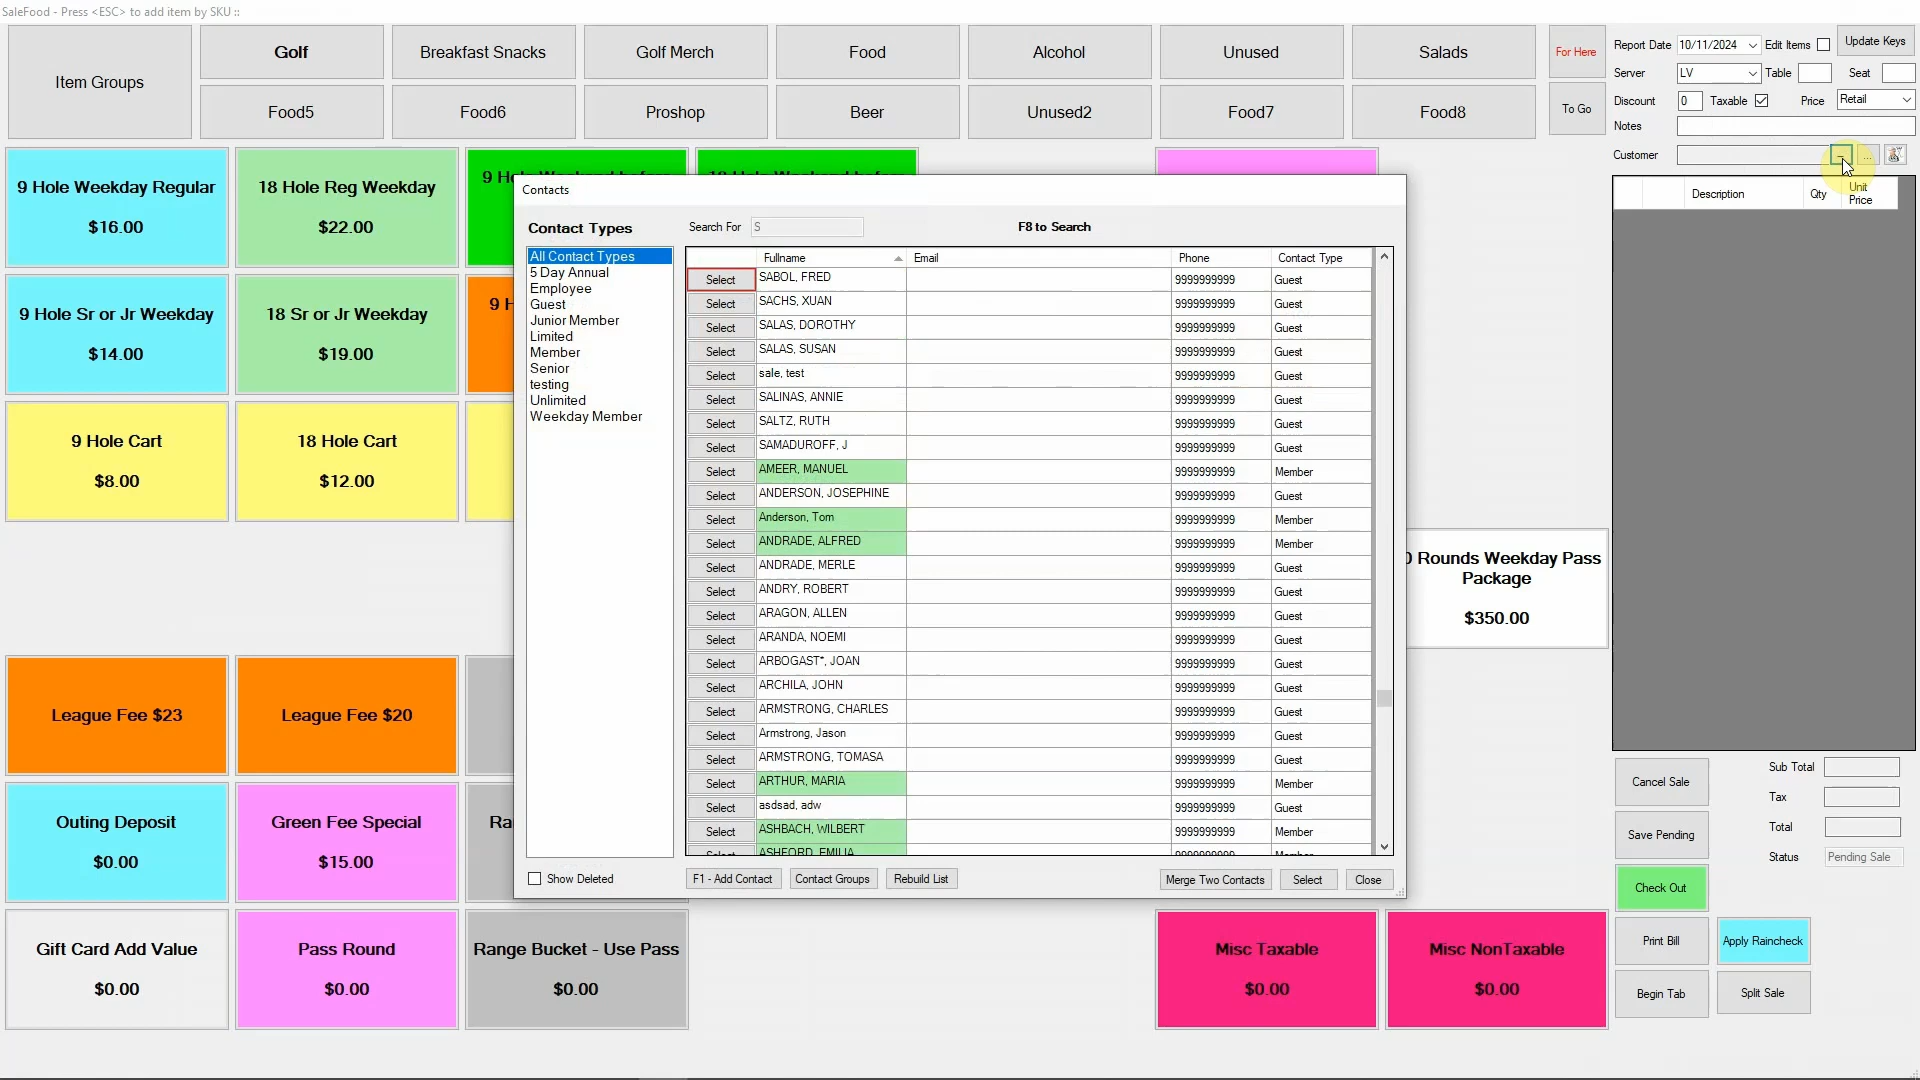 SaleFood - Press <ESC> to add item by SKU ::
Item Groups
Golf
Breakfast Snacks
Golf Merch
Food
Alcohol
Unused
Salads
Food5
Food6
Proshop
Beer
Unused2
Food7
Food8
For Here
To Go
Report Date 10/11/2024 Edit Items
Update Keys
Server LV Table Seat
Discount 0 Taxable Price Retail
Notes
Customer
...
Description Qty Unit Price
9 Hole Weekday Regular
$16.00
18 Hole Reg Weekday
$22.00
9 Hole Sr or Jr Weekday
$14.00
18 Sr or Jr Weekday
$19.00
9 Hole Cart
$8.00
18 Hole Cart
$12.00
Contacts
Contact Types
Search For S
F8 to Search
All Contact Types
5 Day Annual
Employee
Guest
Junior Member
Limited
Member
Senior
testing
Unlimited
Weekday Member
Fullname Email Phone Contact Type
Select SABOL, FRED 9999999999 Guest
Select SACHS, XUAN 9999999999 Guest
Select SALAS, DOROTHY 9999999999 Guest
Select SALAS, SUSAN 9999999999 Guest
Select sale, test 9999999999 Guest
Select SALINAS, ANNIE 9999999999 Guest
Select SALTZ, RUTH 9999999999 Guest
Select SAMADUROFF, J 9999999999 Guest
Select AMEER, MANUEL 9999999999 Member
Select ANDERSON, JOSEPHINE 9999999999 Guest
Select Anderson, Tom 9999999999 Member
Select ANDRADE, ALFRED 9999999999 Member
Select ANDRADE, MERLE 9999999999 Guest
Select ANDRY, ROBERT 9999999999 Guest
Select ARAGON, ALLEN 9999999999 Guest
Select ARANDA, NOEMI 9999999999 Guest
Select ARBOGAST*, JOAN 9999999999 Guest
Select ARCHILA, JOHN 9999999999 Guest
Select ARMSTRONG, CHARLES 9999999999 Guest
Select Armstrong, Jason 9999999999 Guest
Select ARMSTRONG, TOMASA 9999999999 Guest
Select ARTHUR, MARIA 9999999999 Member
Select asdsad, adw 9999999999 Guest
Select ASHBACH, WILBERT 9999999999 Member
Select ASHFORD, EMILIA 9999999999 Member
Show Deleted
F1 - Add Contact
Contact Groups
Rebuild List
Merge Two Contacts
Select
Close
0 Rounds Weekday Pass
Package
$350.00
League Fee $23
League Fee $20
Outing Deposit
$0.00
Green Fee Special
$15.00
Gift Card Add Value
$0.00
Pass Round
$0.00
Range Bucket - Use Pass
$0.00
Misc Taxable
$0.00
Misc NonTaxable
$0.00
Cancel Sale
Save Pending
Check Out
Print Bill
Apply Raincheck
Begin Tab
Split Sale
Sub Total
Tax
Total
Status Pending Sale